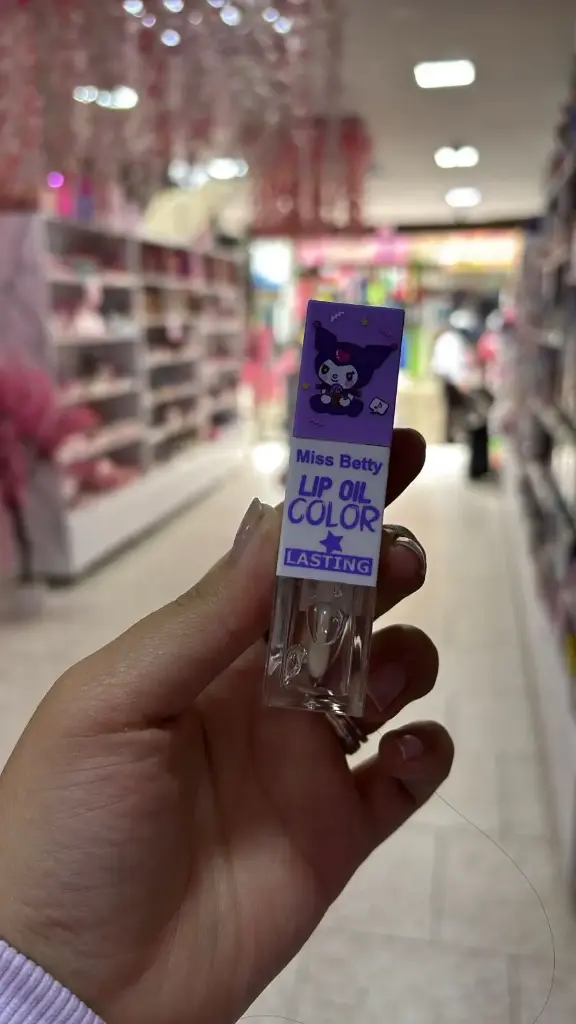 Miss Betty
LIP OIL
COLOR
LASTING